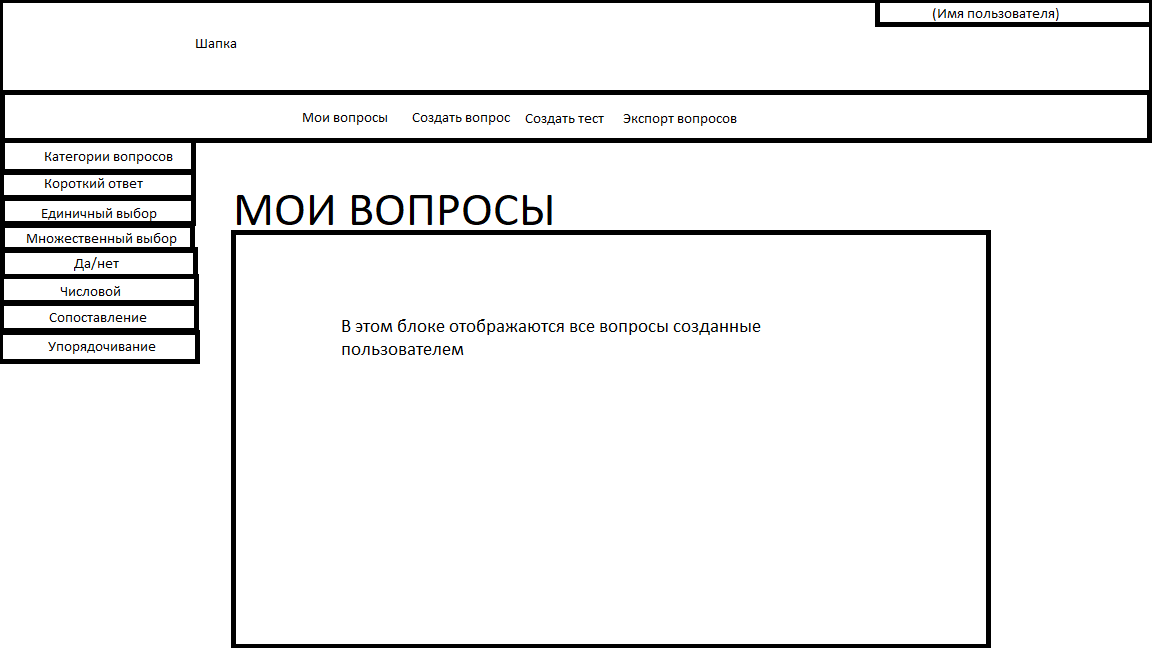 (Имя пользователя)
Шапка
Мои вопросы Создать вопрос Создать тест Экспорт вопросов
Категории вопросов
Короткий ответ
Единичный выбор
Множественный выбор
Да/нет
Числовой
Сопоставление
Упорядочивание
МОИ ВОПРОСЫ
В этом блоке отображаются все вопросы созданные
пользователем